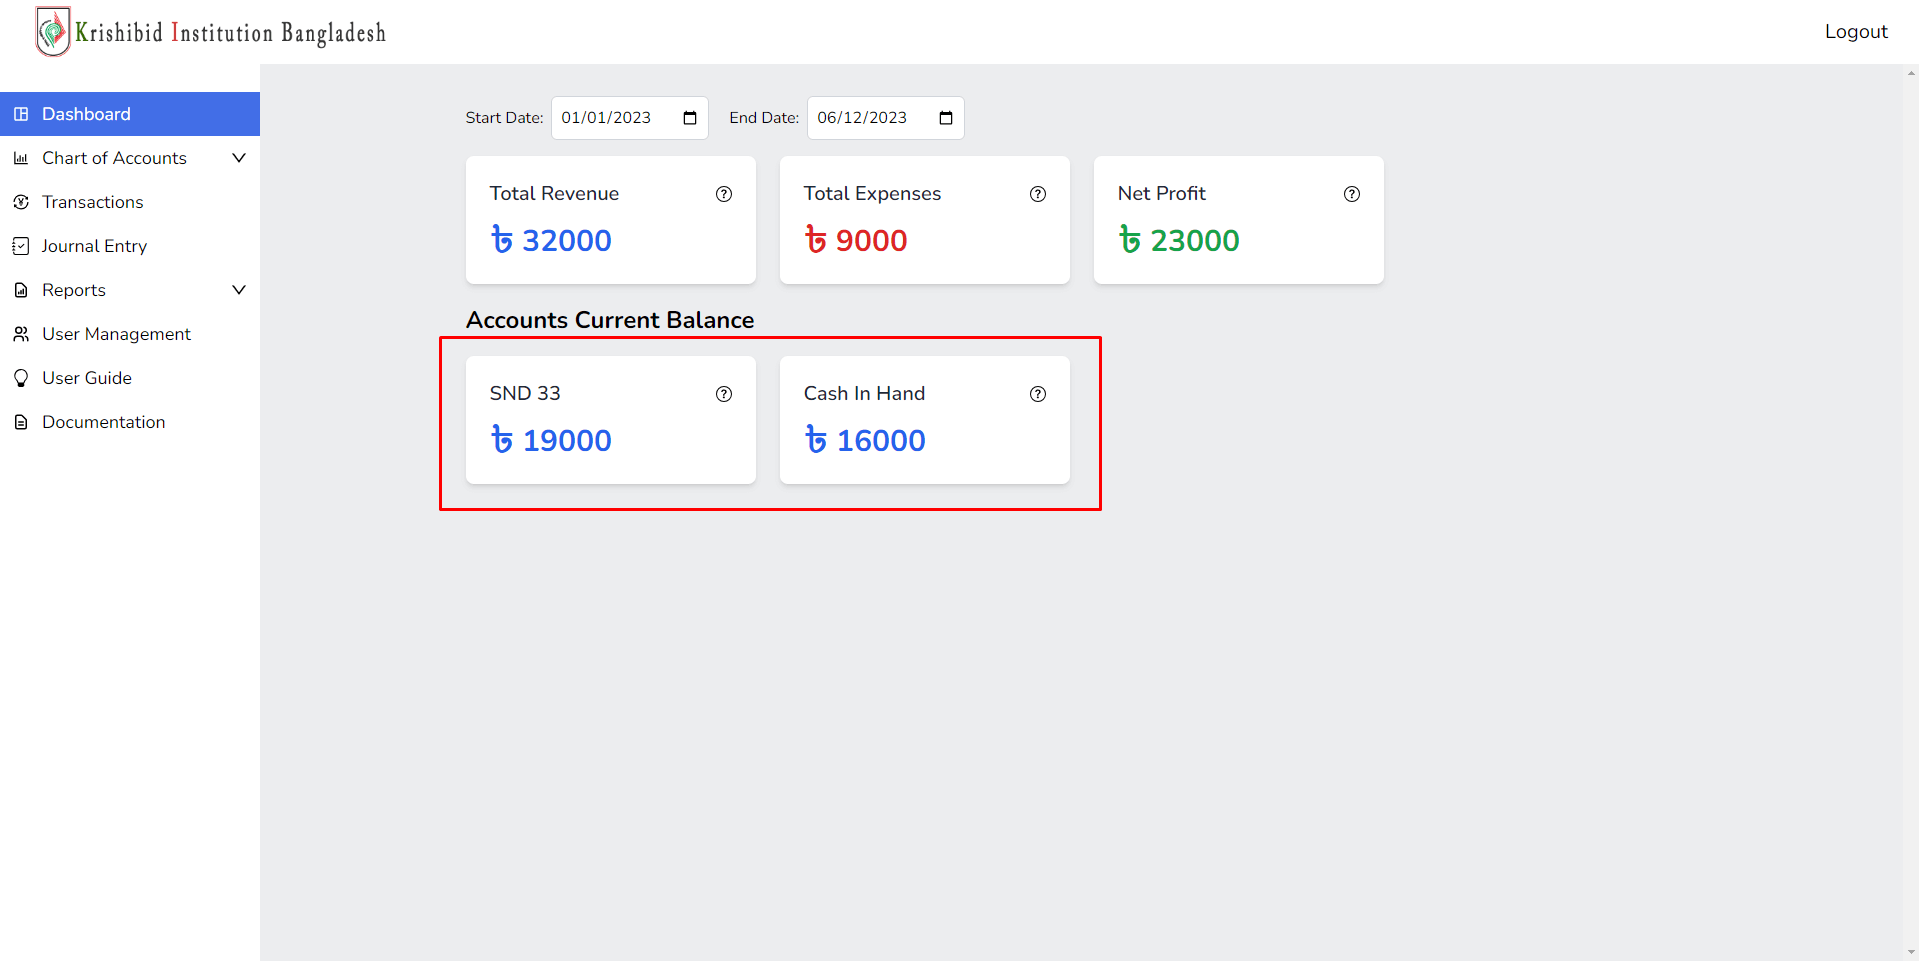 Krishibid Institution Bangladesh
Logout
Dashboard
Chart of Accounts
Transactions
Journal Entry
Reports
User Management
User Guide
Documentation
Start Date: 01/01/2023 End Date: 06/12/2023
Total Revenue
৳ 32000
Total Expenses
৳ 9000
Net Profit
৳ 23000
Accounts Current Balance
SND 33
৳ 19000
Cash In Hand
৳ 16000